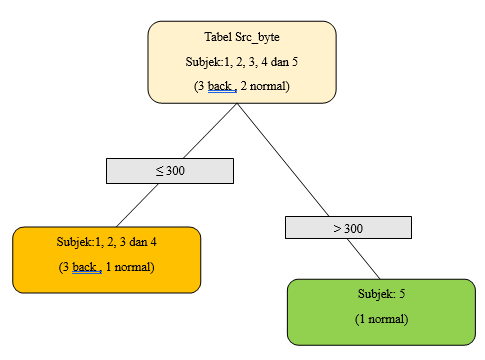 Tabel Src_byte
Subjek:1, 2, 3, 4 dan 5
(3 back , 2 normal)
≤ 300
> 300
Subjek:1, 2, 3 dan 4
(3 back , 1 normal)
Subjek: 5
(1 normal)